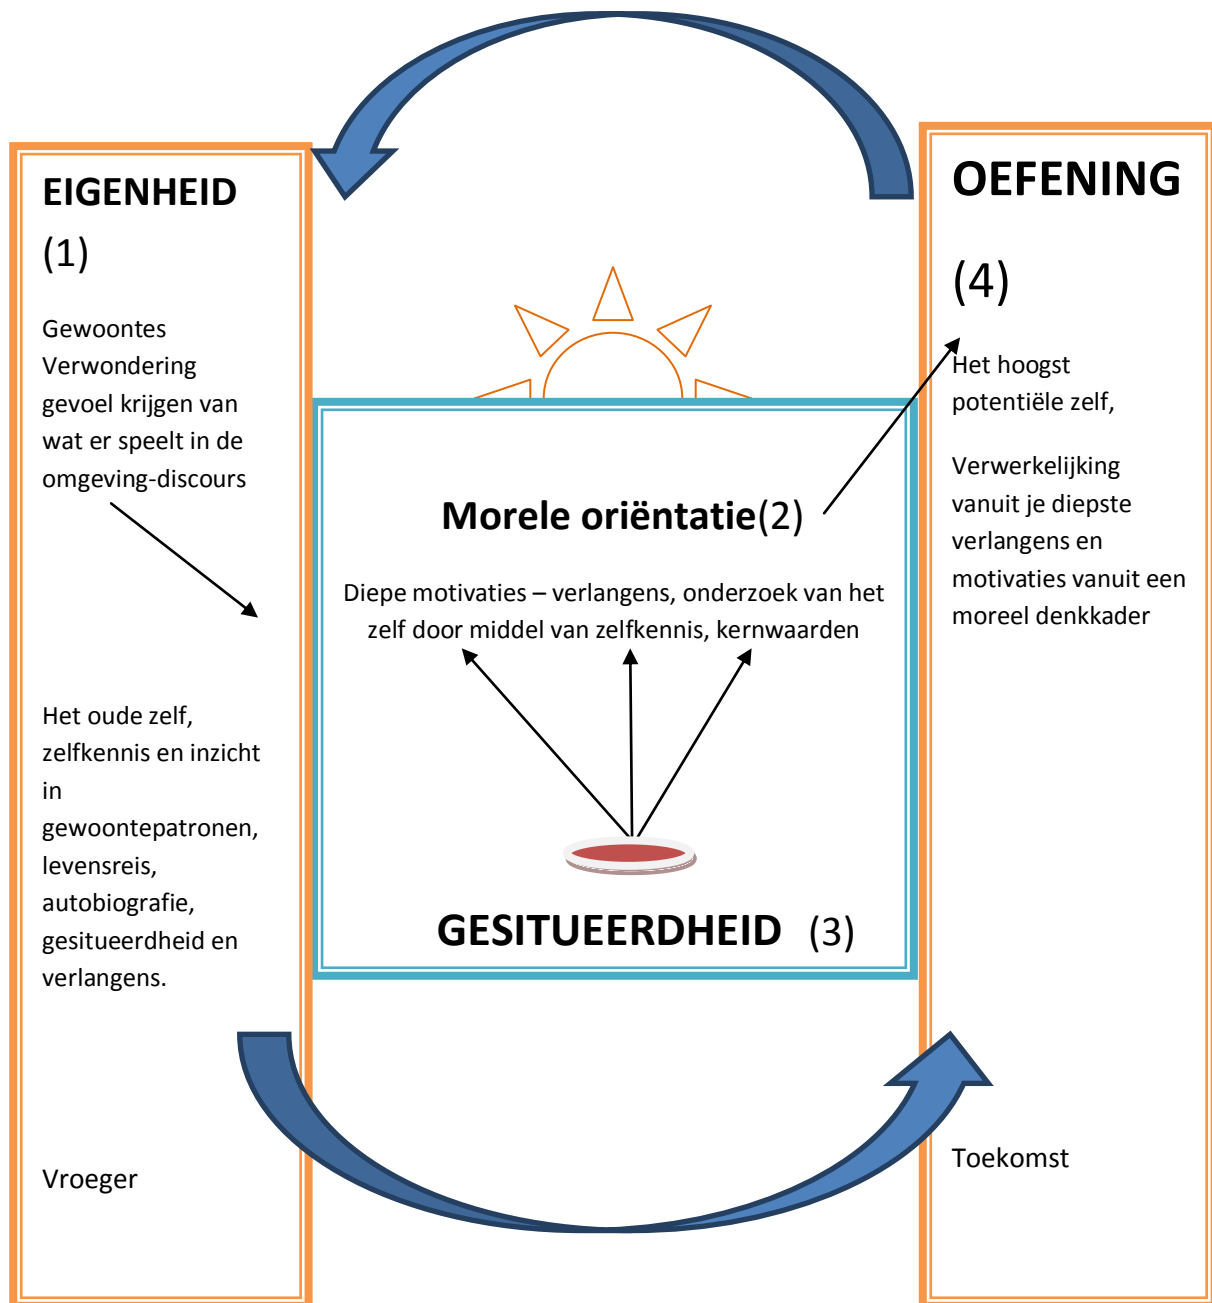 EIGENHEID
(1)
Gewoontes
Verwondering
gevoel krijgen van
wat er speelt in de
omgeving-discours
Het oude zelf,
zelfkennis en inzicht
in
gewoontepatronen,
levensreis,
autobiografie,
gesitueerdheid en
verlangens.
Vroeger
Morele oriëntatie(2)
Diepe motivaties – verlangens, onderzoek van het
zelf door middel van zelfkennis, kernwaarden
GESITUEERDHEID (3)
OEFENING
(4)
Het hoogst
potentiële zelf,
Verwerkelijking
vanuit je diepste
verlangens en
motivaties vanuit een
moreel denkkader
Toekomst